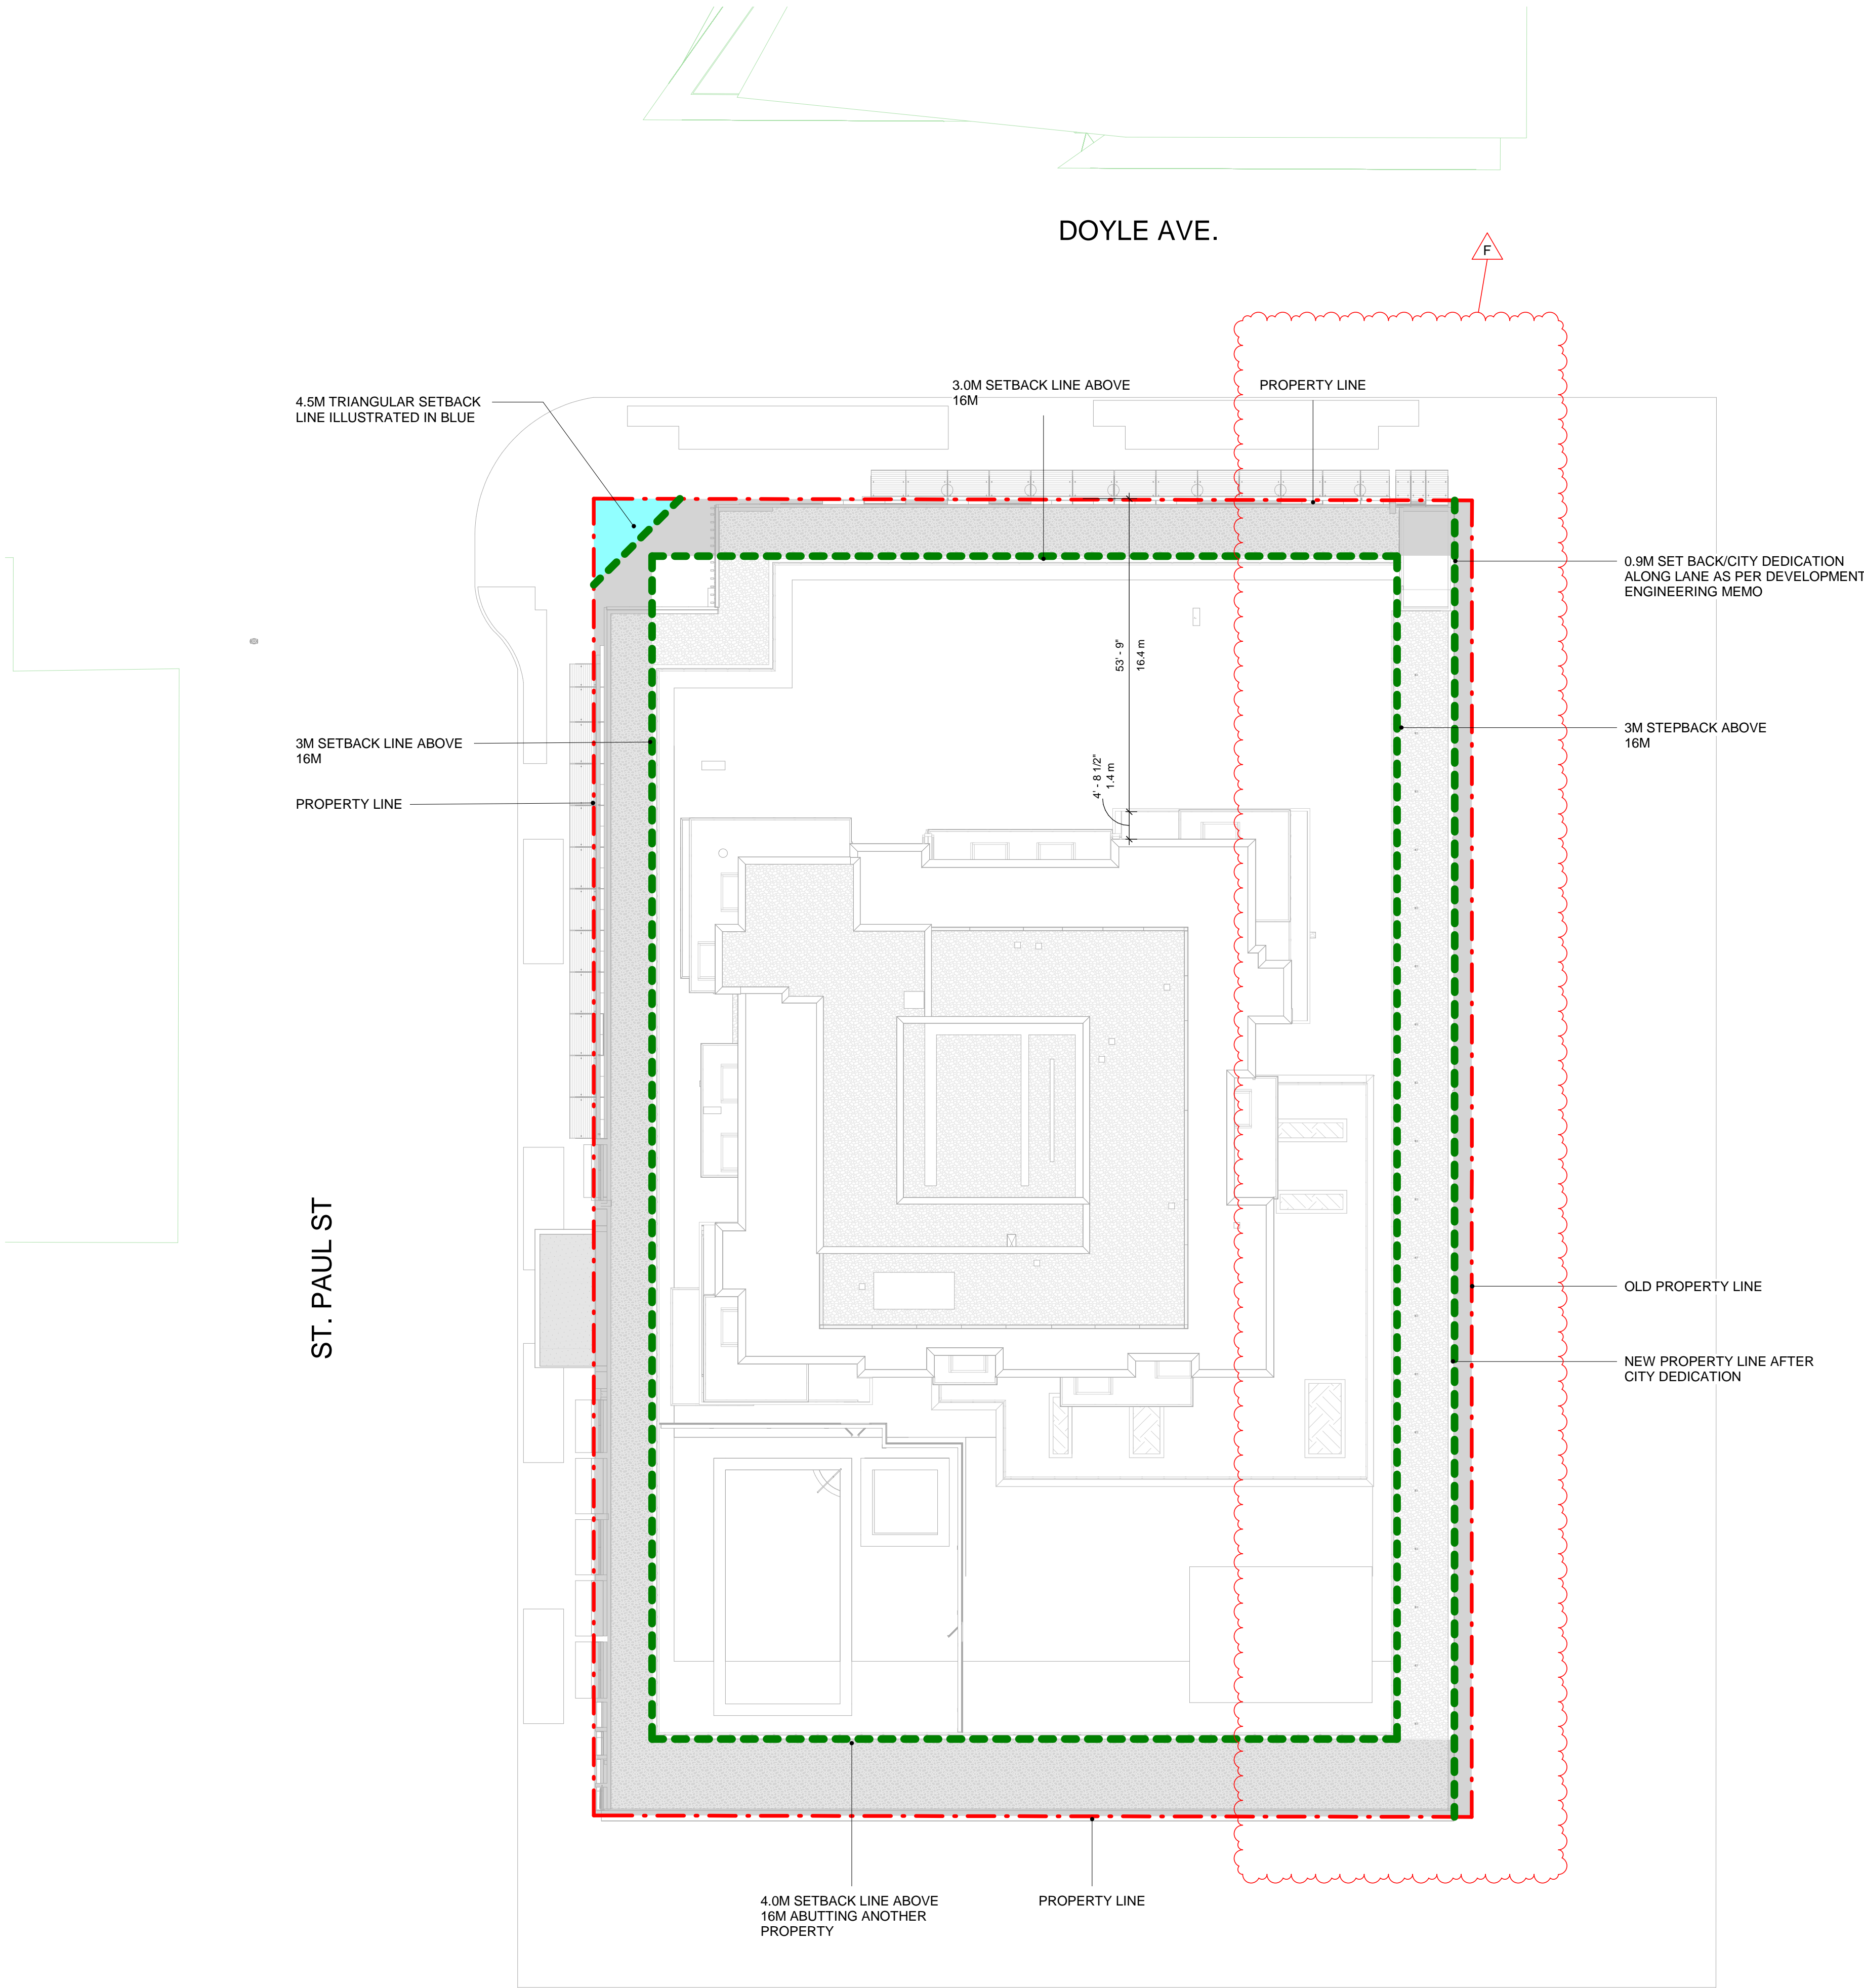 DOYLE AVE.
F
4.5M TRIANGULAR SETBACK
LINE ILLUSTRATED IN BLUE
3.0M SETBACK LINE ABOVE
16M
PROPERTY LINE
0.9M SET BACK/CITY DEDICATION
ALONG LANE AS PER DEVELOPMENT
ENGINEERING MEMO
53' - 9"
16.4 m
3M SETBACK LINE ABOVE
16M
3M STEPBACK ABOVE
16M
4' - 8 1/2"
1.4 m
PROPERTY LINE
ST. PAUL ST
OLD PROPERTY LINE
NEW PROPERTY LINE AFTER
CITY DEDICATION
4.0M SETBACK LINE ABOVE
16M ABUTTING ANOTHER
PROPERTY
PROPERTY LINE